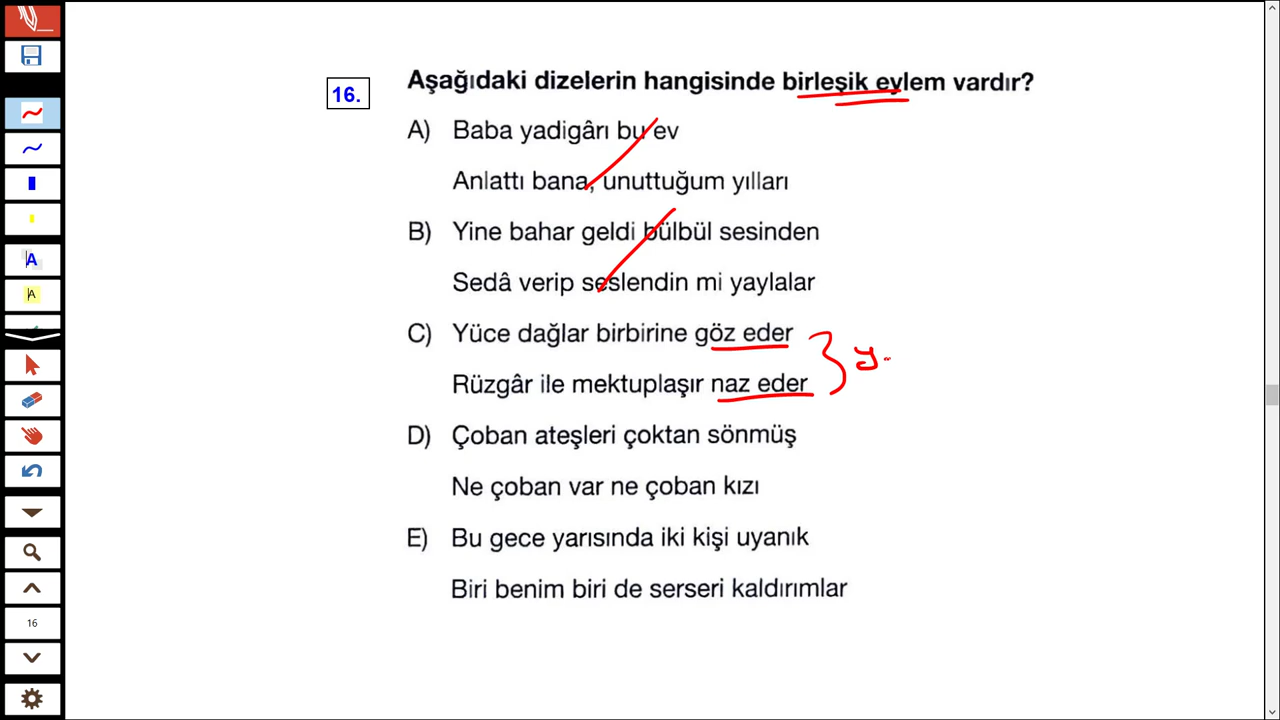 16.
Aşağıdaki dizelerin hangisinde birleşik eylem vardır?
A) Baba yadigârı bu ev
Anlattı bana, unuttuğum yılları
B) Yine bahar geldi bülbül sesinden
Sedâ verip seslendin mi yaylalar
C) Yüce dağlar birbirine göz eder
Rüzgâr ile mektuplaşır naz eder
y.
D) Çoban ateşleri çoktan sönmüş
Ne çoban var ne çoban kızı
E) Bu gece yarısında iki kişi uyanık
Biri benim biri de serseri kaldırımlar
A
A
16